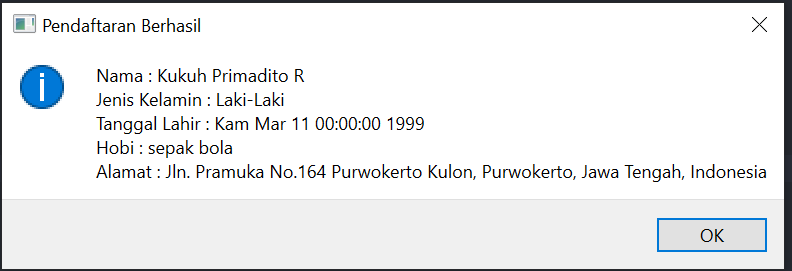 Pendaftaran Berhasil
Nama : Kukuh Primadito R
Jenis Kelamin : Laki-Laki
Tanggal Lahir : Kam Mar 11 00:00:00 1999
Hobi : sepak bola
Alamat : Jln. Pramuka No.164 Purwokerto Kulon, Purwokerto, Jawa Tengah, Indonesia
OK